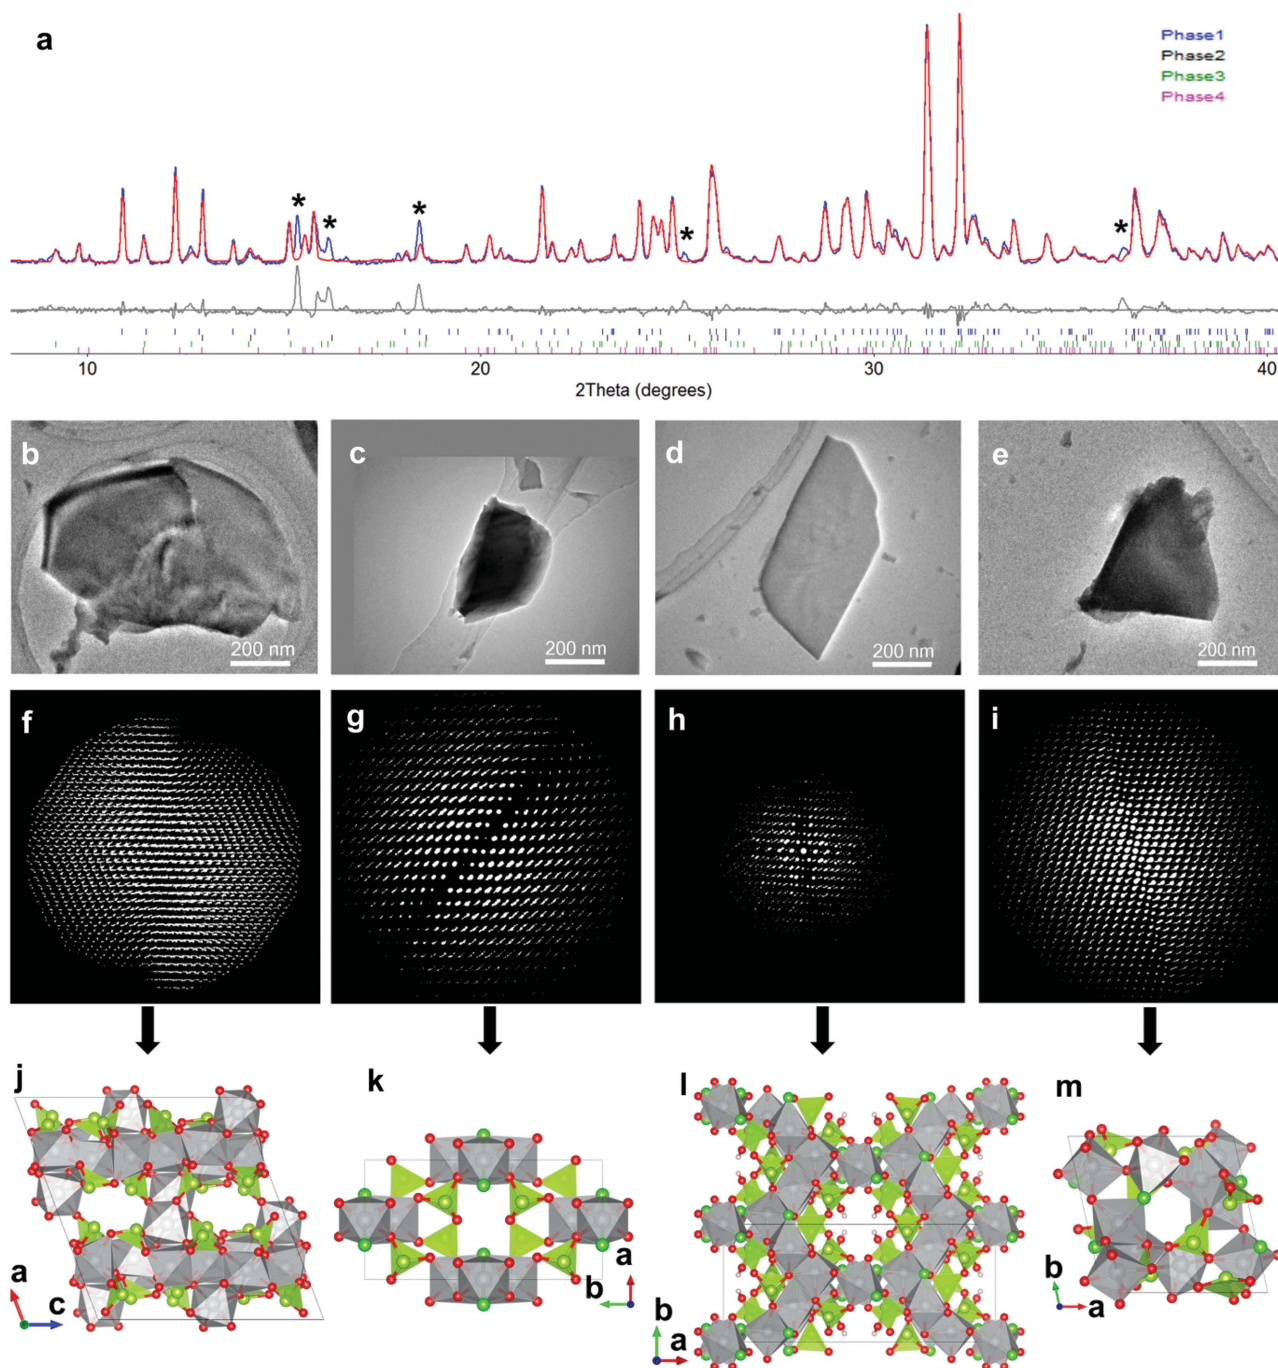 a
Phase1
Phase2
Phase3
Phase4
* * * * *
10 20 30 40
2Theta (degrees)
b c d e
200 nm 200 nm 200 nm 200 nm
f g h i
j k l m
a c
a b
b a
b a